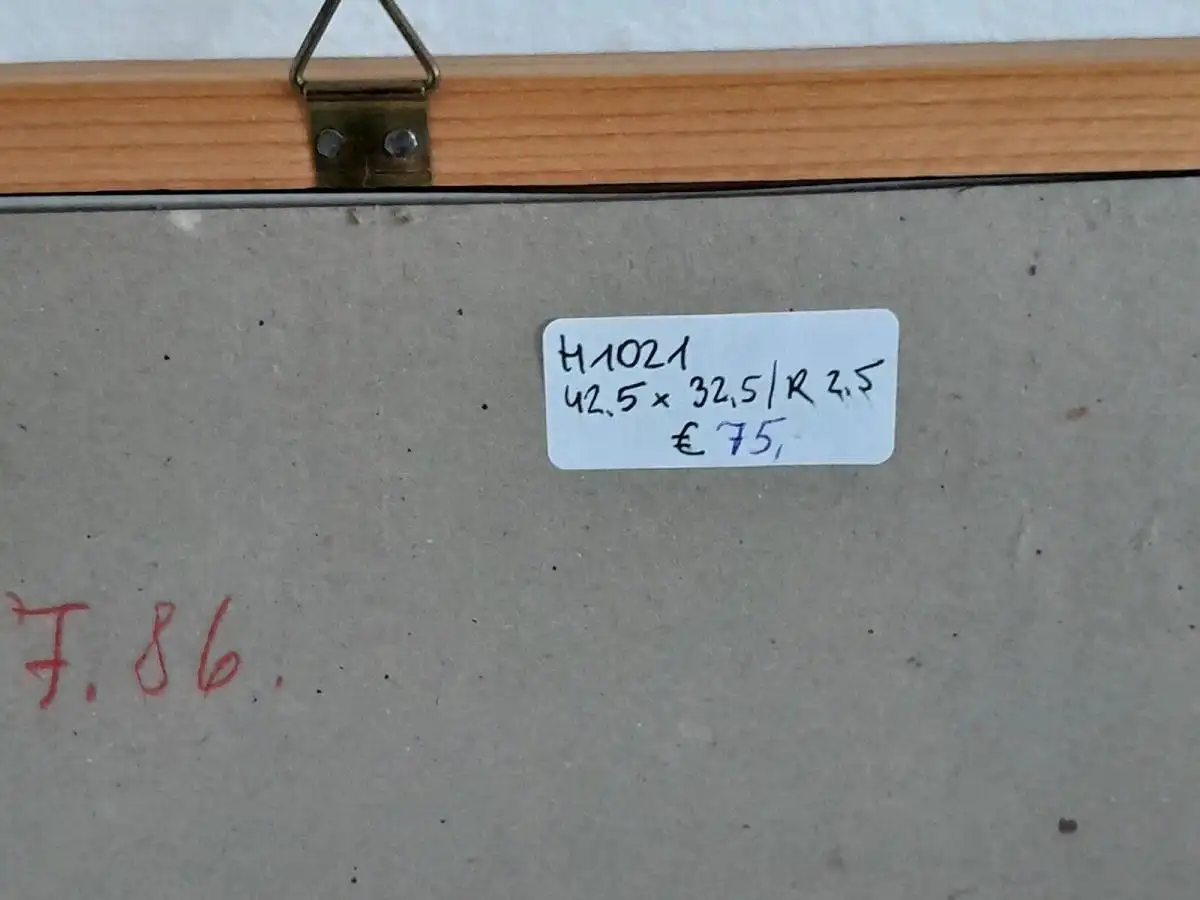 H1021
42.5 x 32,5/R 2,5
€ 75,-
7.86.